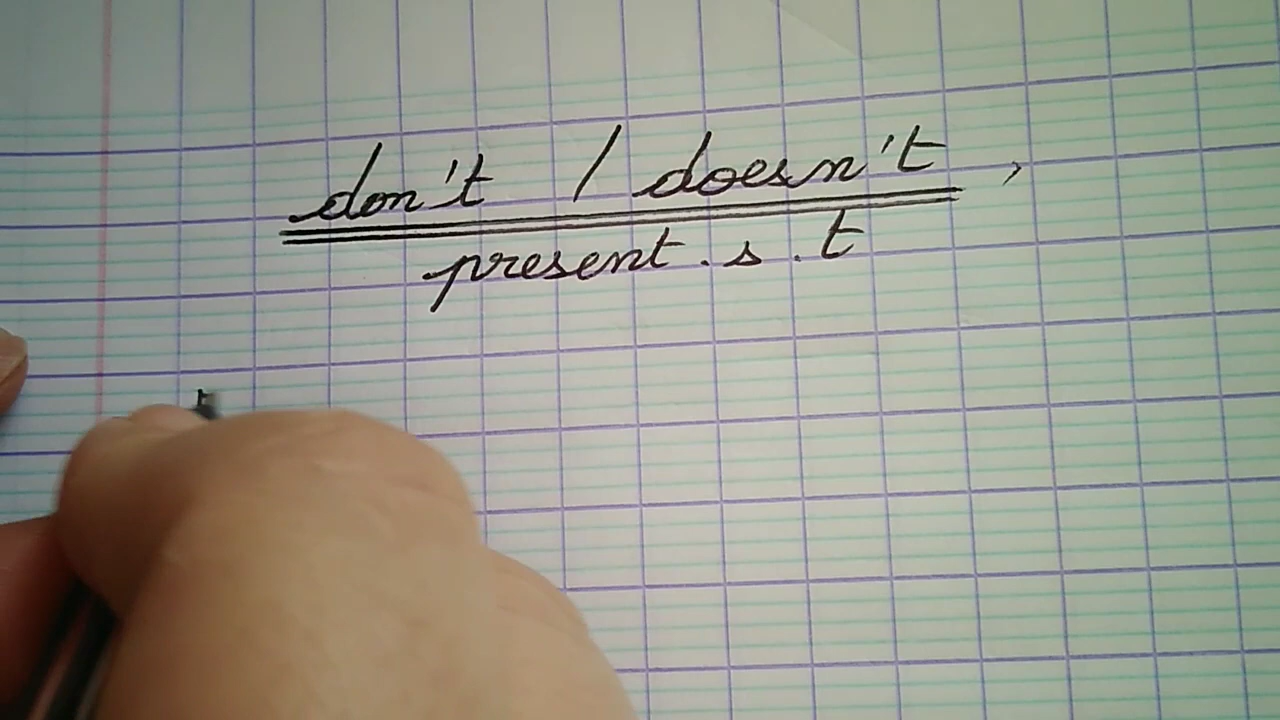 don't / doesn't ,
present . s . t